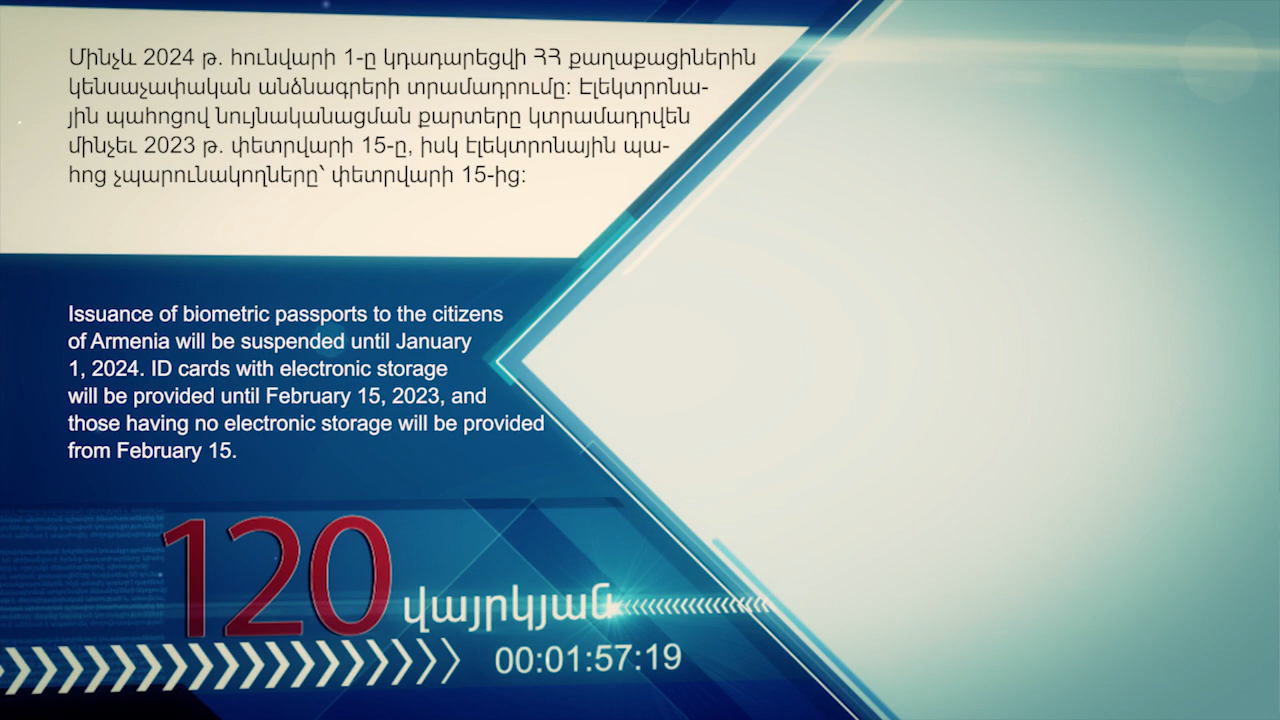 Մինչև 2024 թ. հունվարի 1-ը կդադարեցվի ՀՀ քաղաքացիներին
կենսաչափական անձնագրերի տրամադրումը: Էլեկտրոնա-
յին պահոցով նույնականացման քարտերը կտրամադրվեն
մինչեւ 2023 թ. փետրվարի 15-ը, իսկ էլեկտրոնային պա-
հոց չպարունակողները՝ փետրվարի 15-ից:
Issuance of biometric passports to the citizens
of Armenia will be suspended until January
1, 2024. ID cards with electronic storage
will be provided until February 15, 2023, and
those having no electronic storage will be provided
from February 15.
120 վայրկյան
00:01:57:19